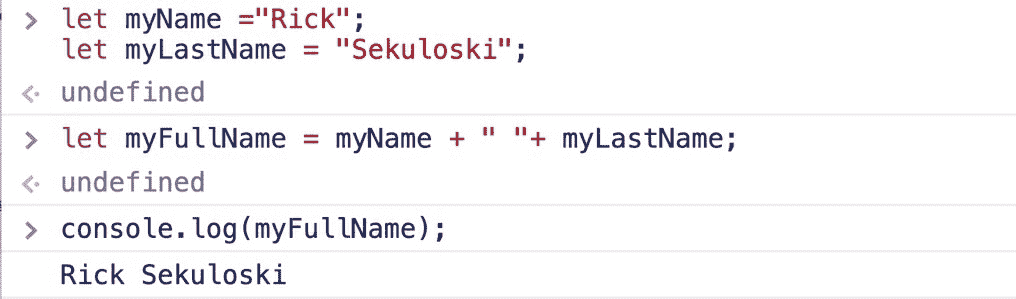 > let myName ="Rick";
let myLastName = "Sekuloski";
<· undefined
> let myFullName = myName + " "+ myLastName;
<· undefined
> console.log(myFullName);
Rick Sekuloski